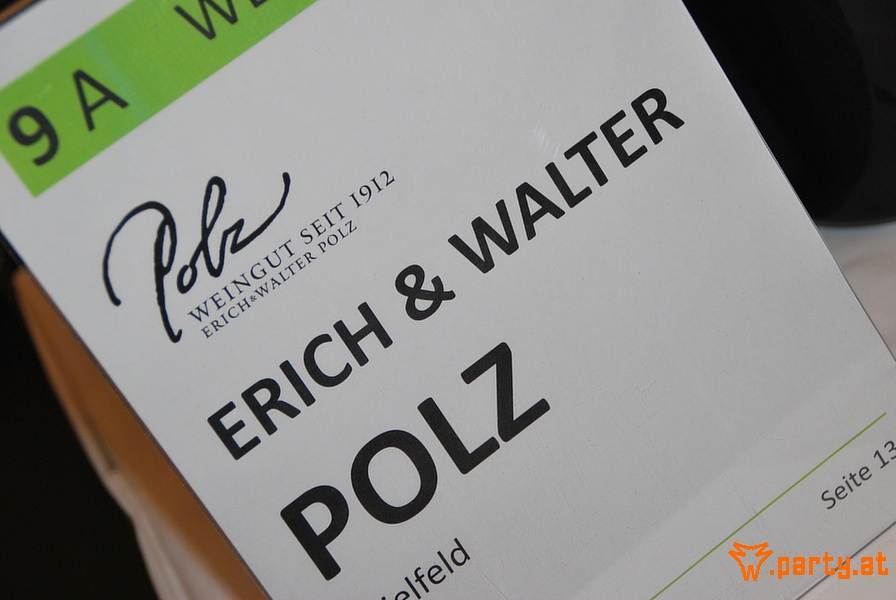 9 A
Polz
WEINGUT SEIT 1912
ERICH&WALTER POLZ
ERICH & WALTER
POLZ
Seite 13
.party.at